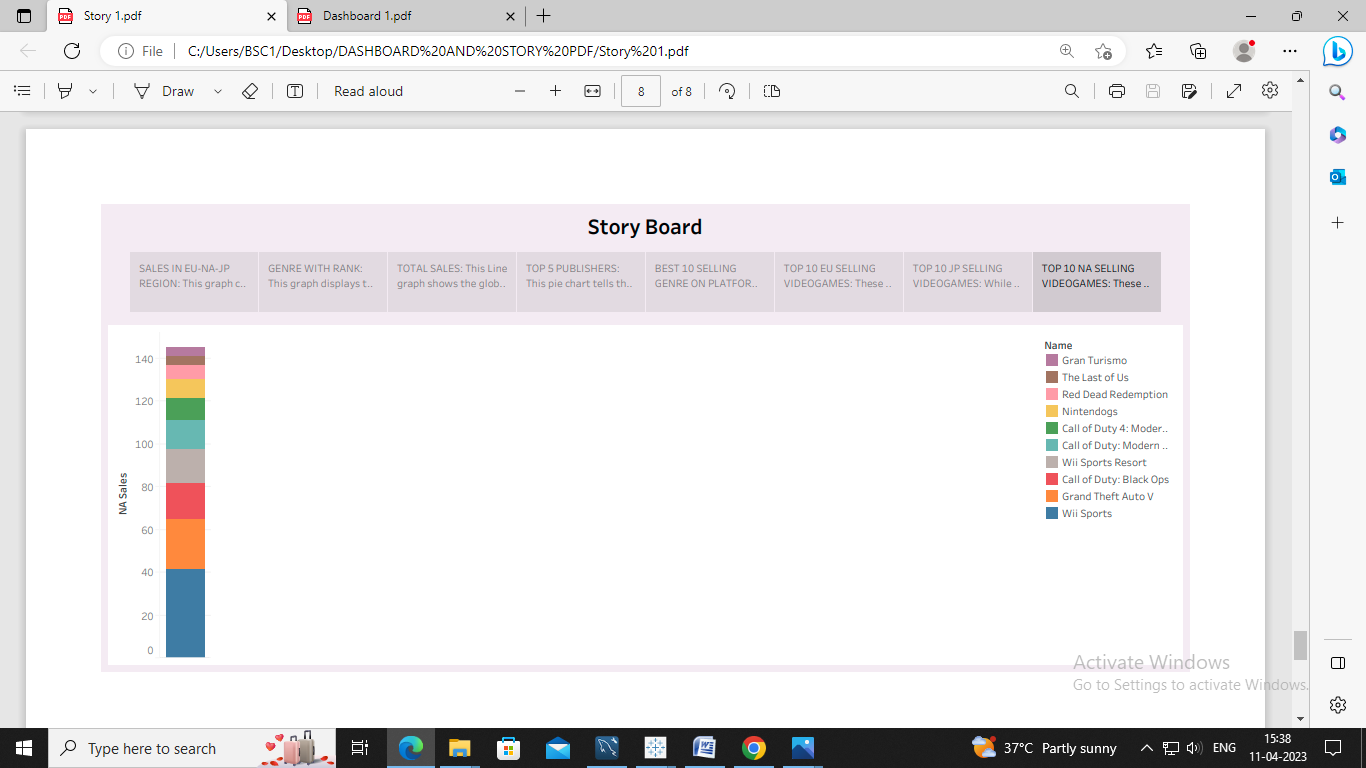 Story 1.pdf
Dashboard 1.pdf
File
C:/Users/BSC1/Desktop/DASHBOARD%20AND%20STORY%20PDF/Story%201.pdf
Draw
Read aloud
8
of 8
Story Board
SALES IN EU-NA-JP
REGION: This graph c..
GENRE WITH RANK:
This graph displays t..
TOTAL SALES: This Line
graph shows the glob..
TOP 5 PUBLISHERS:
This pie chart tells th..
BEST 10 SELLING
GENRE ON PLATFOR..
TOP 10 EU SELLING
VIDEOGAMES: These ..
TOP 10 JP SELLING
VIDEOGAMES: While ..
TOP 10 NA SELLING
VIDEOGAMES: These ..
NA Sales
140
120
100
80
60
40
20
0
Name
Gran Turismo
The Last of Us
Red Dead Redemption
Nintendogs
Call of Duty 4: Moder..
Call of Duty: Modern ..
Wii Sports Resort
Call of Duty: Black Ops
Grand Theft Auto V
Wii Sports
Activate Windows
Go to Settings to activate Windows.
Type here to search
37°C Partly sunny
ENG
15:38
11-04-2023